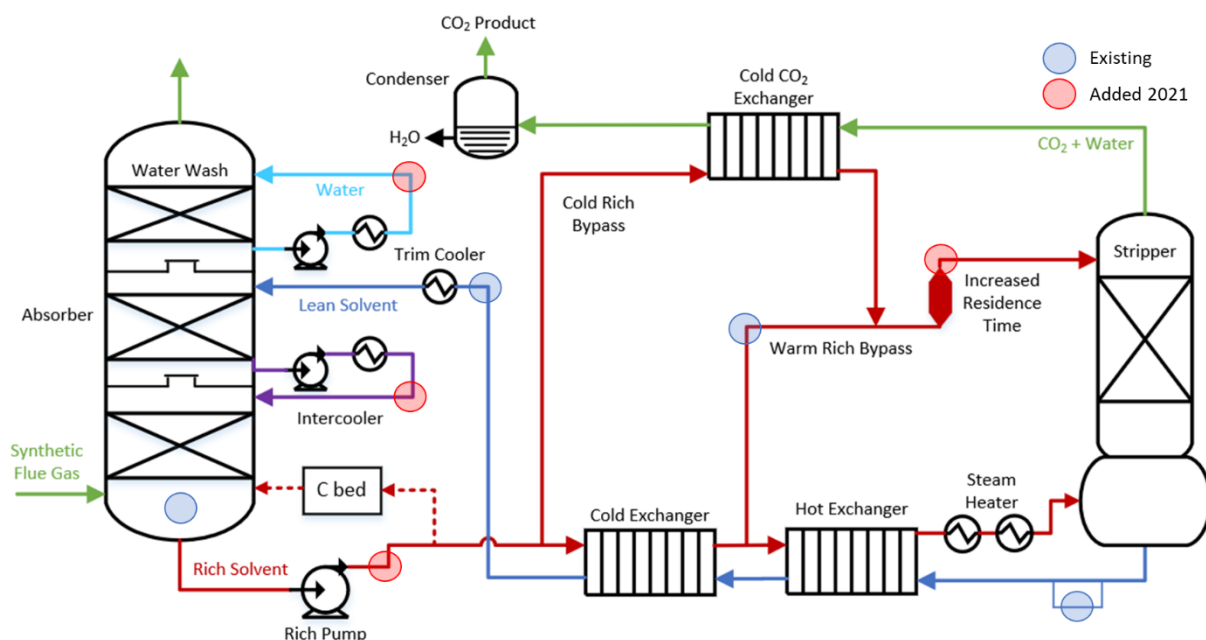 CO₂ Product
Condenser
H₂O
Cold CO₂
Exchanger
Existing
Added 2021
CO₂ + Water
Water Wash
Water
Cold Rich
Bypass
Trim Cooler
Lean Solvent
Absorber
Stripper
Increased
Residence
Time
Warm Rich Bypass
Intercooler
Synthetic
Flue Gas
C bed
Cold Exchanger
Hot Exchanger
Steam
Heater
Rich Solvent
Rich Pump